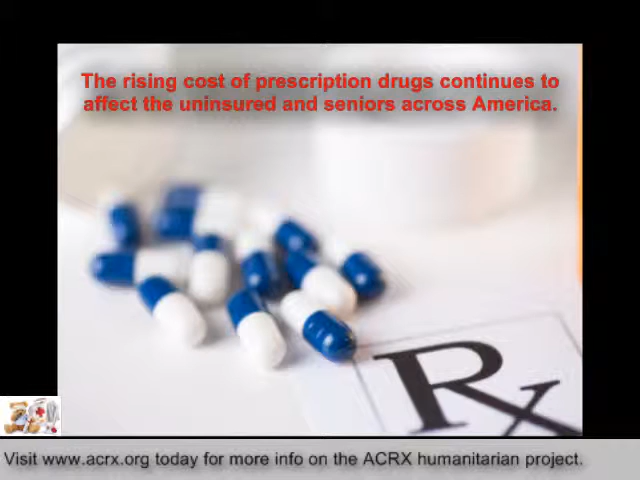 The rising cost of prescription drugs continues to
affect the uninsured and seniors across America.
Rx
Visit www.acrx.org today for more info on the ACRX humanitarian project.